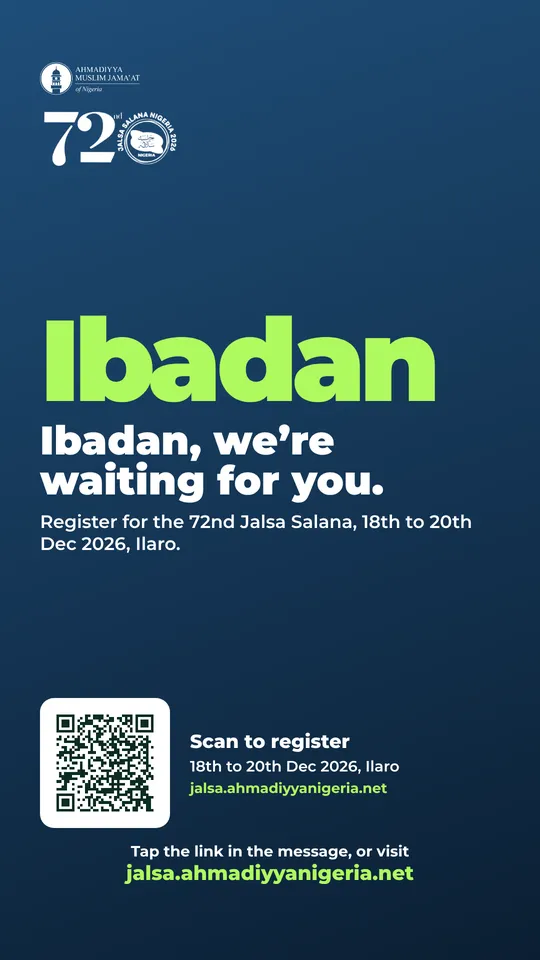 AHMADIYYA
MUSLIM JAMA'AT
of Nigeria
72nd
JALSA SALANA NIGERIA 2026
NIGERIA
Ibadan
Ibadan, we’re
waiting for you.
Register for the 72nd Jalsa Salana, 18th to 20th
Dec 2026, Ilaro.
Scan to register
18th to 20th Dec 2026, Ilaro
jalsa.ahmadiyyanigeria.net
Tap the link in the message, or visit
jalsa.ahmadiyyanigeria.net